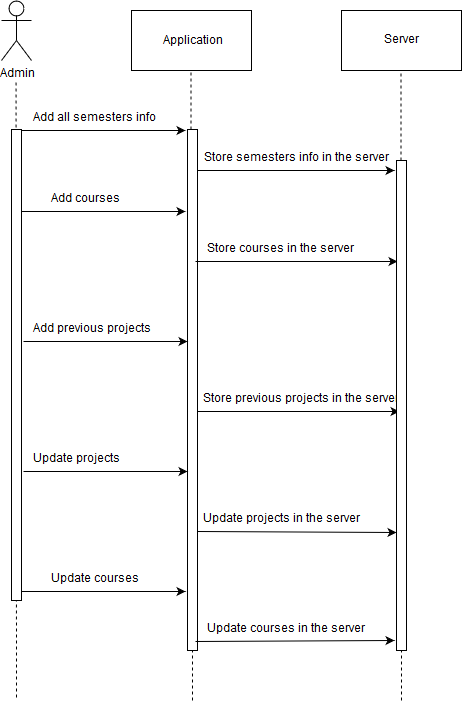 Application
Server
Admin
Add all semesters info
Store semesters info in the server
Add courses
Store courses in the server
Add previous projects
Store previous projects in the serve
Update projects
Update projects in the server
Update courses
Update courses in the server